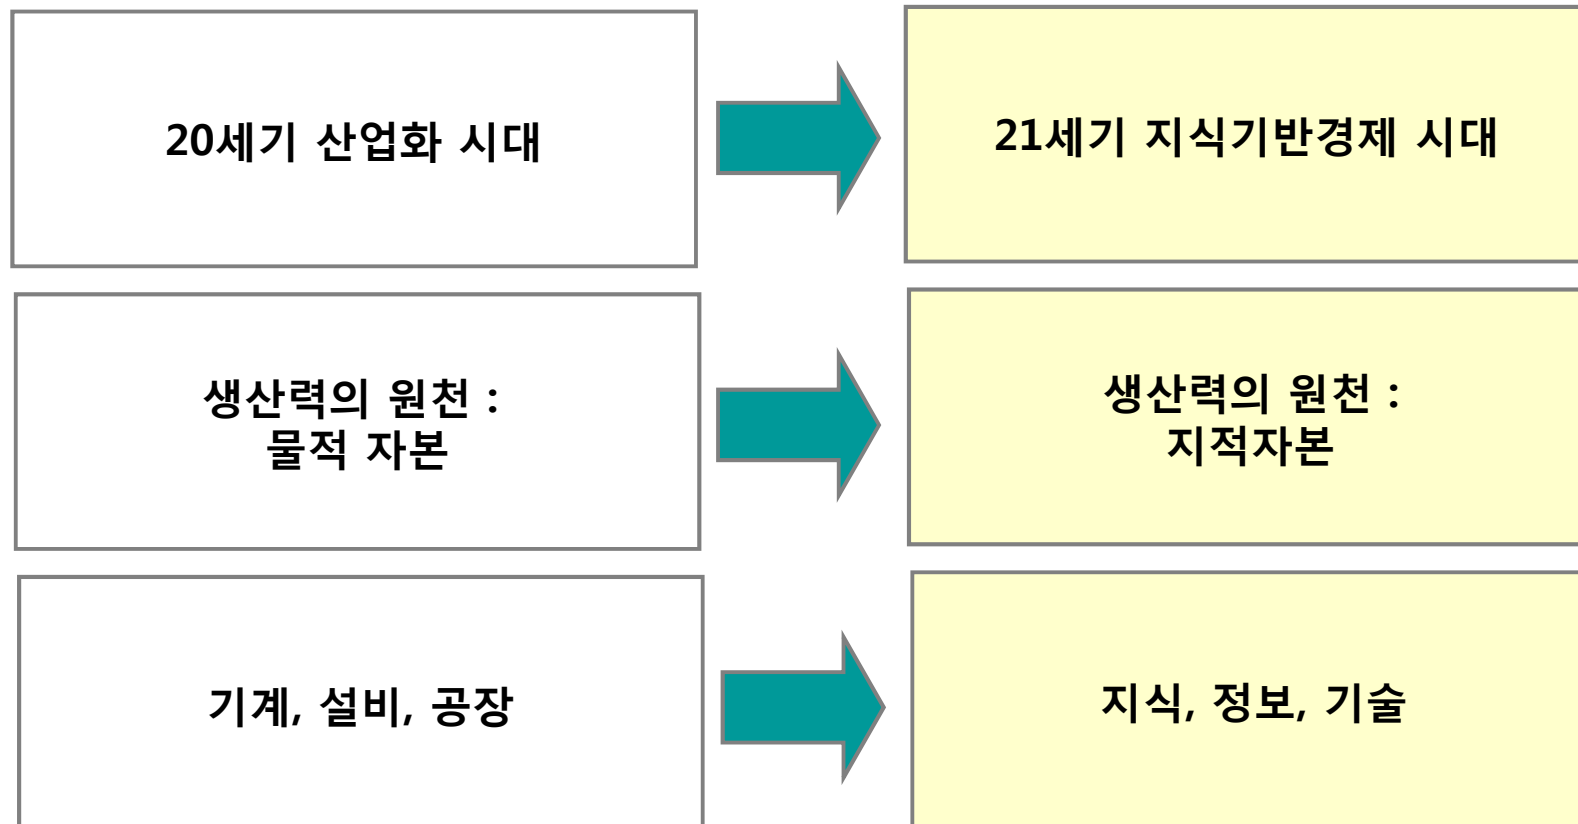 20세기 산업화 시대
21세기 지식기반경제 시대
생산력의 원천 :
물적 자본
생산력의 원천 :
지적자본
기계, 설비, 공장
지식, 정보, 기술